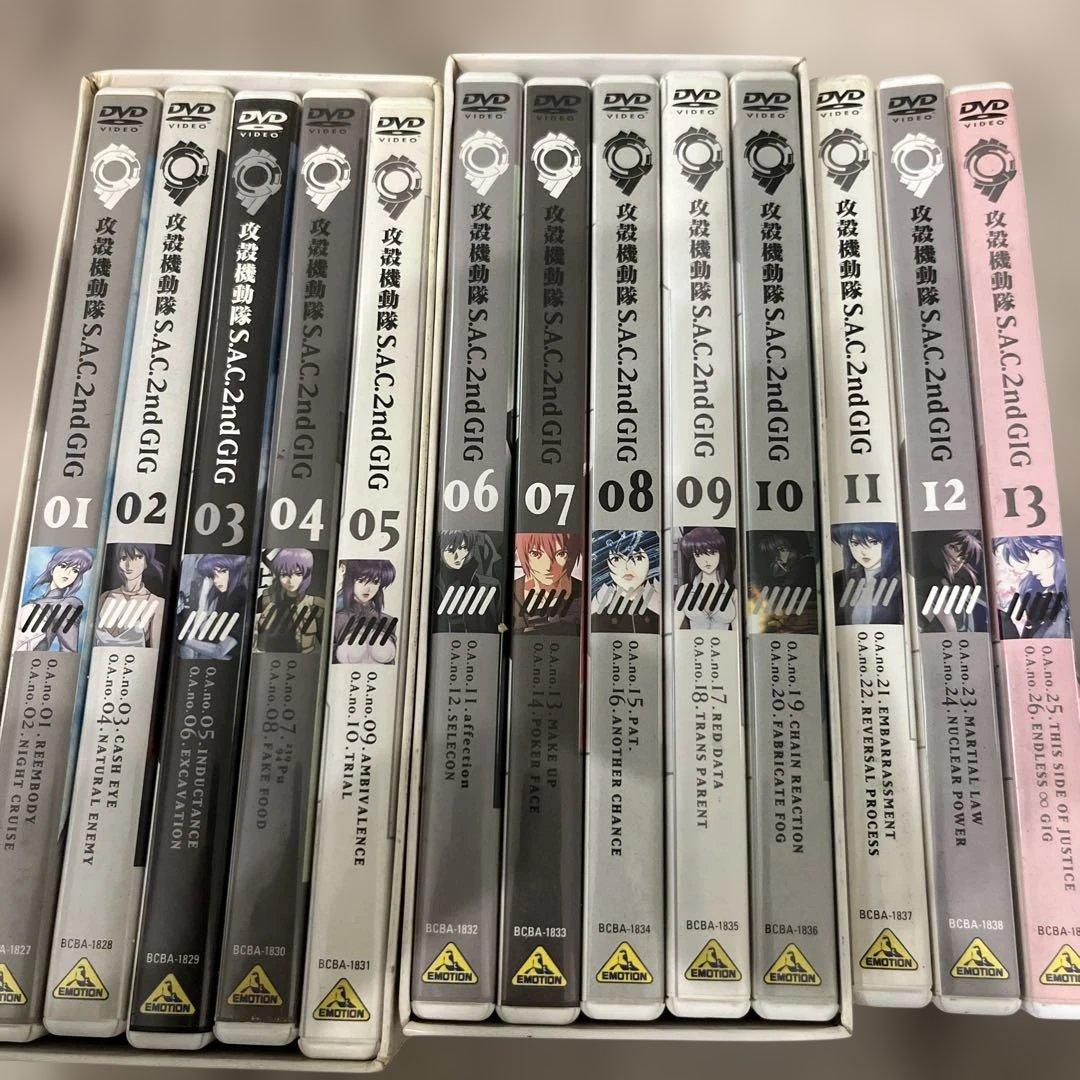 DVD
VIDEO
攻殻機動隊 S.A.C. 2nd GIG
01
O.A.no.01. REEMBODY
O.A.no.02. NIGHT CRUISE
A-1827
DVD
VIDEO
攻殻機動隊 S.A.C. 2nd GIG
02
O.A.no.03. CASH EYE
O.A.no.04. NATURAL ENEMY
BCBA-1828
EMOTION
DVD
VIDEO
攻殻機動隊 S.A.C. 2nd GIG
03
O.A.no.05. INDUCTANCE
O.A.no.06. EXCAVATION
BCBA-1829
EMOTION
DVD
VIDEO
攻殻機動隊 S.A.C. 2nd GIG
04
O.A.no.07.
O.A.no.08. FAKE FOOD
BCBA-1830
EMOTION
DVD
VIDEO
攻殻機動隊 S.A.C. 2nd GIG
05
O.A.no.09. AMBIVALENCE
O.A.no.10. TRIAL
BCBA-1831
EMOTION
DVD
VIDEO
攻殻機動隊 S.A.C. 2nd GIG
06
O.A.no.11. affection
O.A.no.12. SELECON
BCBA-1832
EMOTION
DVD
VIDEO
攻殻機動隊 S.A.C. 2nd GIG
07
O.A.no.13. MAKE UP
O.A.no.14. POKER FACE
BCBA-1833
EMOTION
DVD
VIDEO
攻殻機動隊 S.A.C. 2nd GIG
08
O.A.no.15. PAT.
O.A.no.16. ANOTHER CHANCE
BCBA-1834
EMOTION
DVD
VIDEO
攻殻機動隊 S.A.C. 2nd GIG
09
O.A.no.17. RED DATA
O.A.no.18. TRANS PARENT
BCBA-1835
EMOTION
DVD
VIDEO
攻殻機動隊 S.A.C. 2nd GIG
10
O.A.no.19. CHAIN REACTION
O.A.no.20. FABRICATE FOG
BCBA-1836
EMOTION
DVD
VIDEO
攻殻機動隊 S.A.C. 2nd GIG
11
O.A.no.21. EMBARRASSMENT
O.A.no.22. REVERSAL PROCESS
BCBA-1837
EMOTION
DVD
VIDEO
攻殻機動隊 S.A.C. 2nd GIG
12
O.A.no.23. MARTIAL LAW
O.A.no.24. NUCLEAR POWER
BCBA-1838
EMOTION
DVD
VIDEO
攻殻機動隊 S.A.C. 2nd GIG
13
O.A.no.25. THIS SIDE OF JUSTICE
O.A.no.26. ENDLESS ∞ GIG
BCBA-18